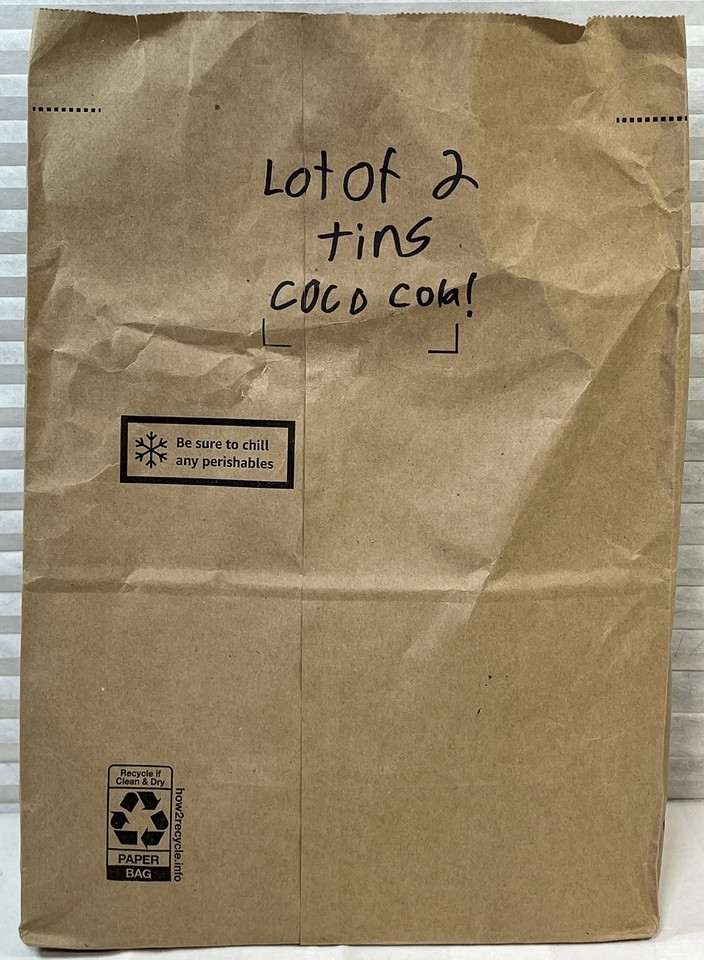 Lot of 2
tins
COCO Cola!
Be sure to chill
any perishables
Recycle if
Clean & Dry
PAPER
BAG
how2recycle.info